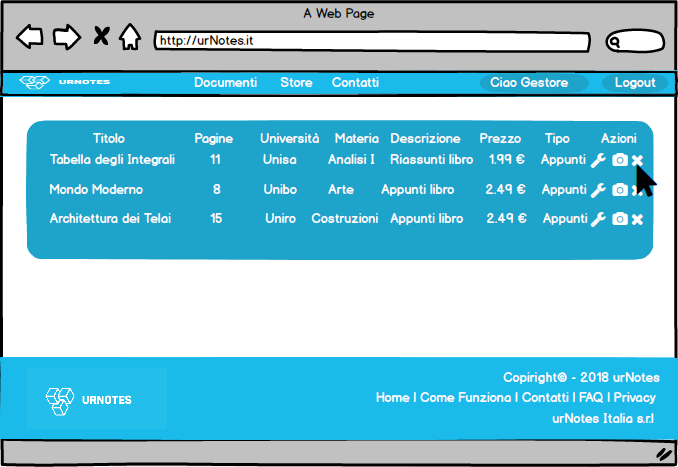 A Web Page
http://urNotes.it
URNOTES Documenti Store Contatti Ciao Gestore Logout
Titolo Pagine Università Materia Descrizione Prezzo Tipo Azioni
Tabella degli Integrali 11 Unisa Analisi I Riassunti libro 1.99 € Appunti
Mondo Moderno 8 Unibo Arte Appunti libro 2.49 € Appunti
Architettura dei Telai 15 Uniro Costruzioni Appunti libro 2.49 € Appunti
Copiright© - 2018 urNotes
URNOTES Home | Come Funziona | Contatti | FAQ | Privacy
urNotes Italia s.r.l